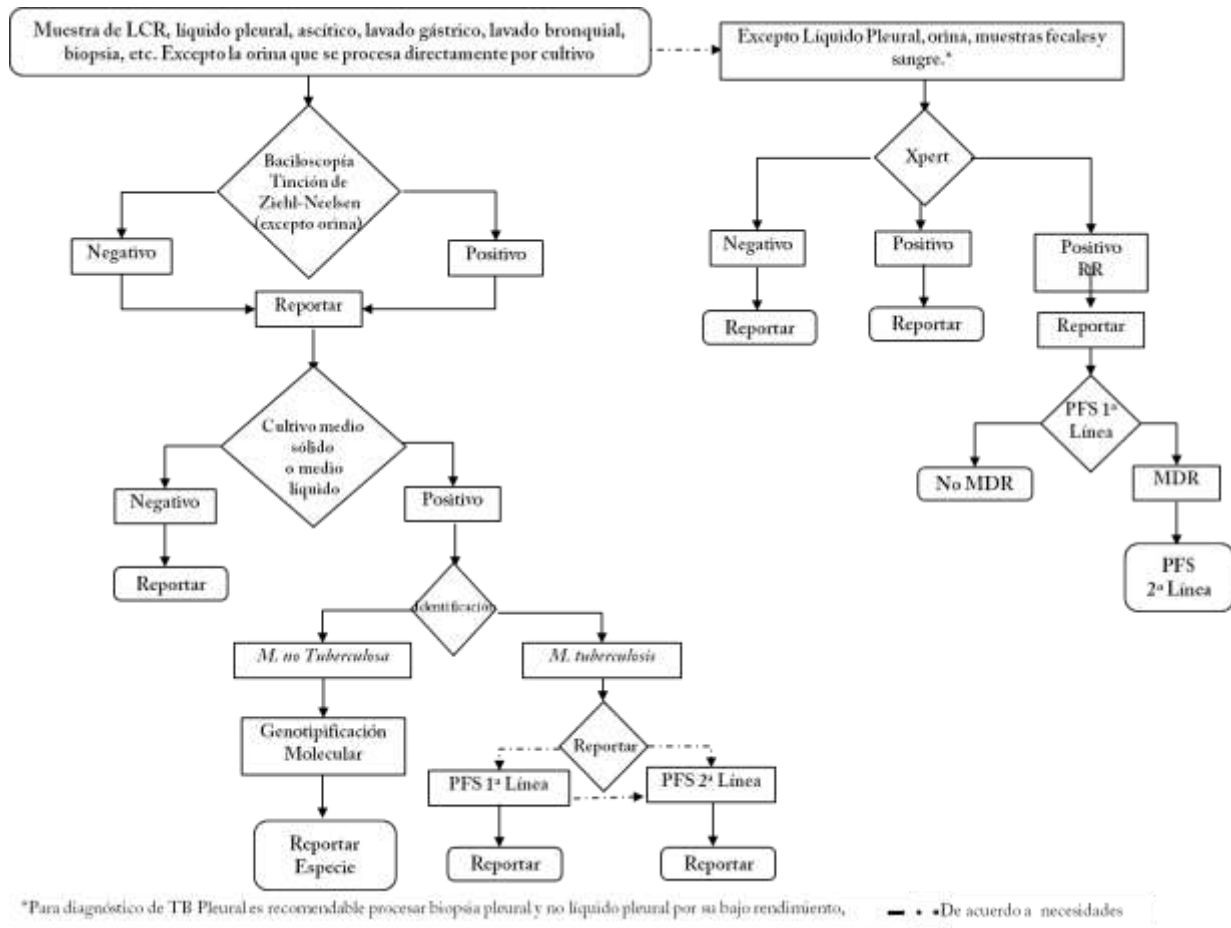 Muestra de LCR, líquido pleural, ascítico, lavado gástrico, lavado bronquial,
biopsia, etc. Excepto la orina que se procesa directamente por cultivo
Excepto Líquido Pleural, orina, muestras fecales y
sangre.*
Baciloscopía
Tinción de
Ziehl-Neelsen
(excepto orina)
Negativo
Positivo
Reportar
Cultivo medio
sólido
o medio
líquido
Negativo
Positivo
Reportar
Identificación
M. no Tuberculosa
M. tuberculosis
Genotipificación
Molecular
Reportar
PFS 1ª Línea
PFS 2ª Línea
Reportar
Especie
Reportar
Reportar
Xpert
Negativo
Positivo
Positivo
RR
Reportar
Reportar
Reportar
PFS 1ª
Línea
No MDR
MDR
PFS
2ª Línea
*Para diagnóstico de TB Pleural es recomendable procesar biopsia pleural y no líquido pleural por su bajo rendimiento,
De acuerdo a necesidades